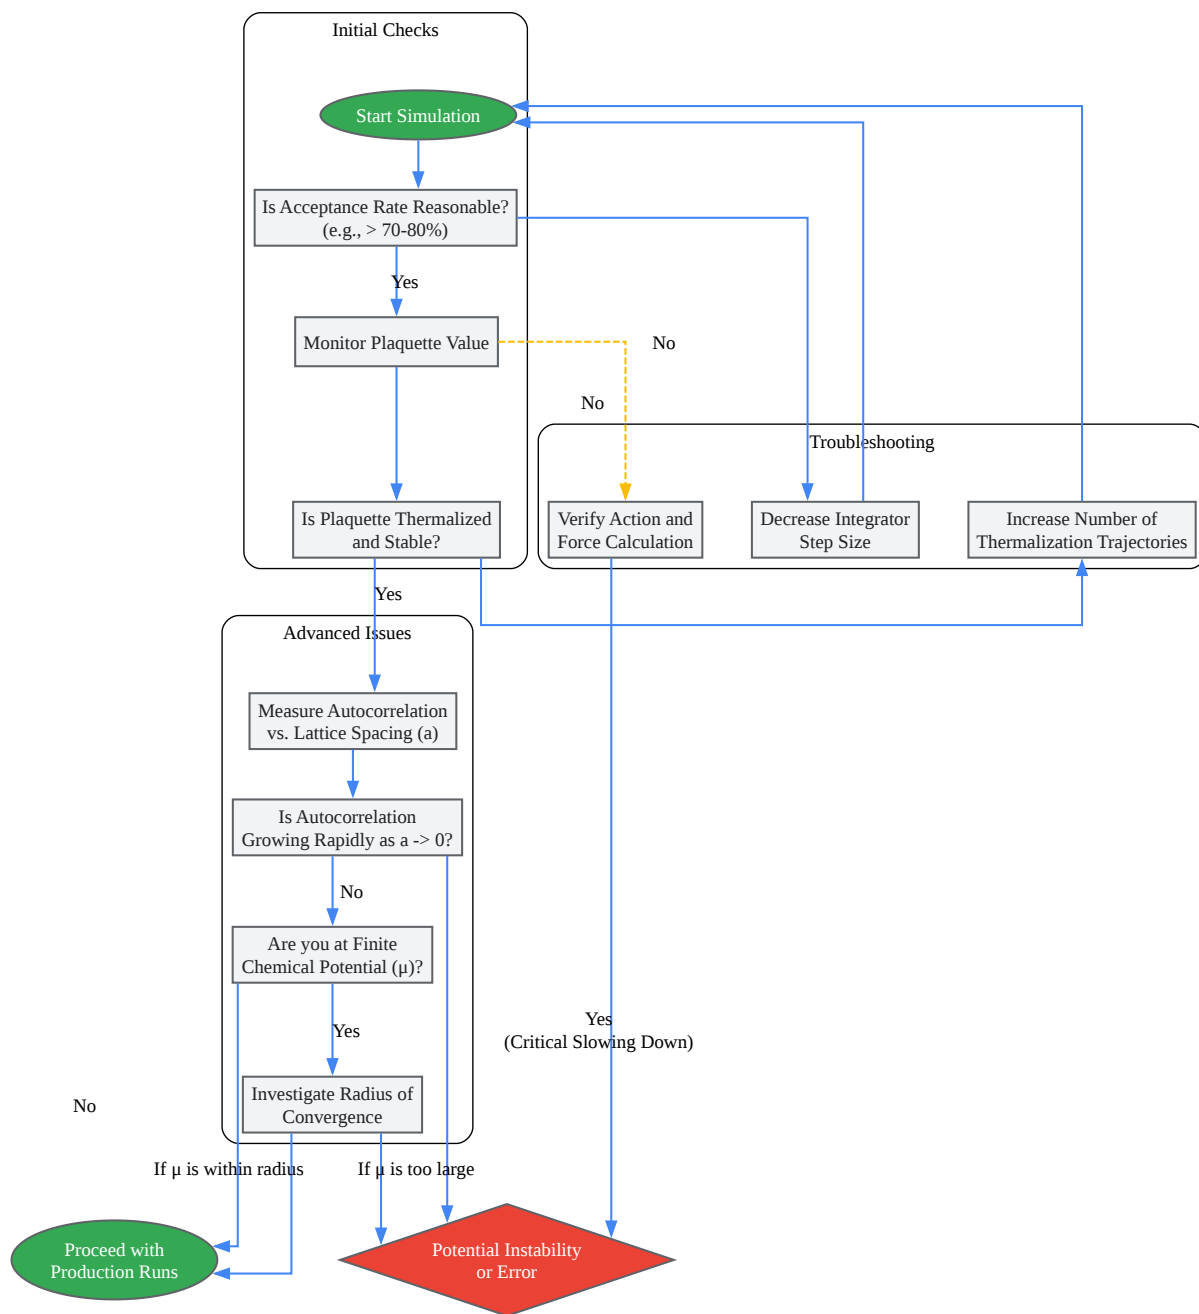 Initial Checks
Start Simulation
Is Acceptance Rate Reasonable?
(e.g., > 70-80%)
Yes
Monitor Plaquette Value
No
No
Troubleshooting
Is Plaquette Thermalized
and Stable?
Verify Action and
Force Calculation
Decrease Integrator
Step Size
Increase Number of
Thermalization Trajectories
Yes
Advanced Issues
Measure Autocorrelation
vs. Lattice Spacing (a)
Is Autocorrelation
Growing Rapidly as a -> 0?
No
Are you at Finite
Chemical Potential (μ)?
Yes
(Critical Slowing Down)
Yes
Investigate Radius of
Convergence
No
If μ is within radius
If μ is too large
Proceed with
Production Runs
Potential Instability
or Error